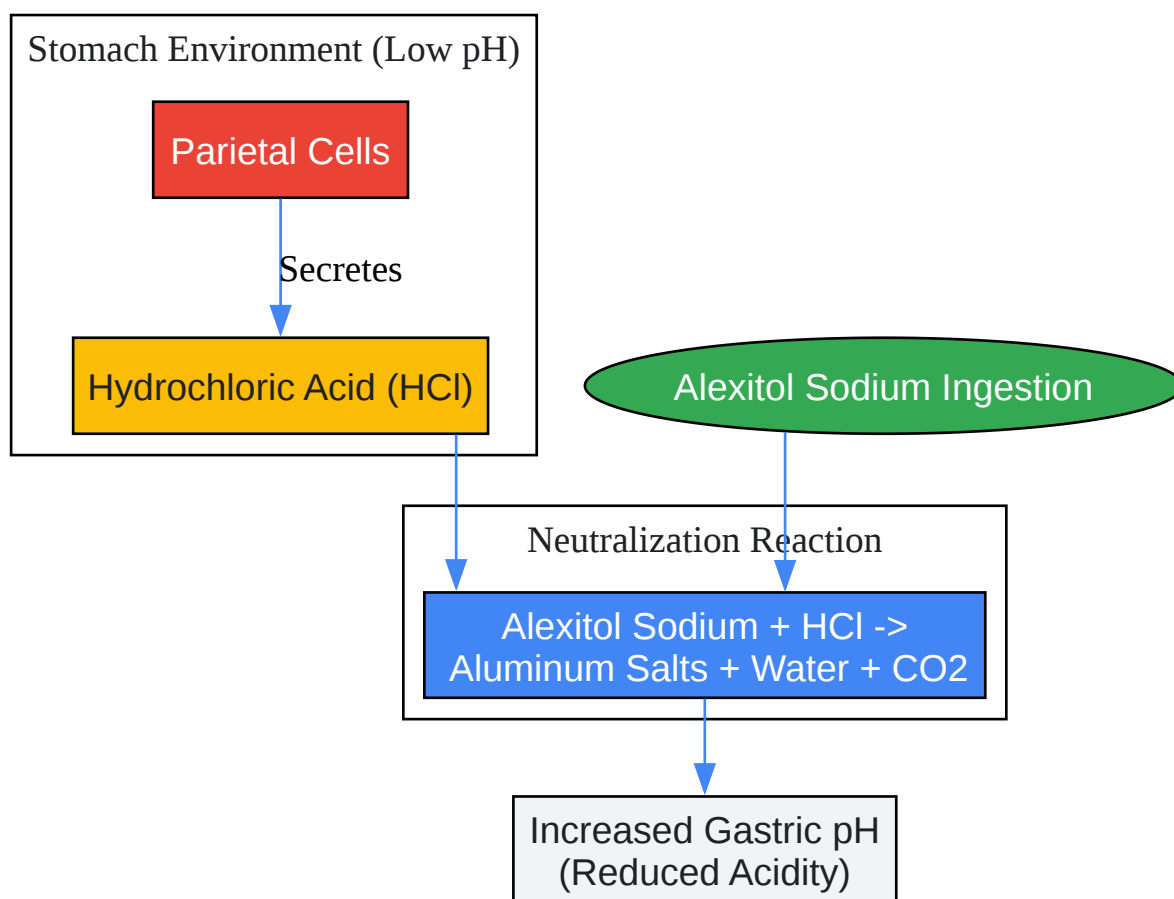 Stomach Environment (Low pH)
Parietal Cells
Secretes
Hydrochloric Acid (HCl)
Alexitol Sodium Ingestion
Neutralization Reaction
Alexitol Sodium + HCl ->
Aluminum Salts + Water + CO2
Increased Gastric pH
(Reduced Acidity)